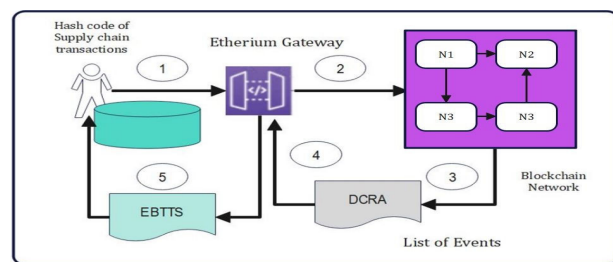 Hash code of
Supply chain
transactions
Etherium Gateway
1
2
N1
N2
N3
N3
5
4
3
Blockchain
Network
EBTTS
DCRA
List of Events